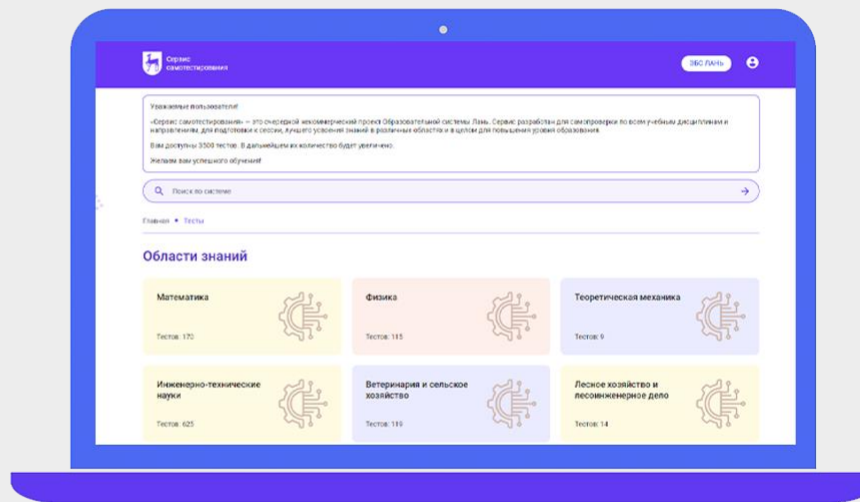 Сервис
самотестирования
ЭБС ЛАНЬ
Уважаемые пользователи!
«Сервис самотестирования» — это очередной некоммерческий проект Образовательной системы Лань. Сервис разработан для самопроверки по всем учебным дисциплинам и
направлениям, для подготовки к сессии, лучшего усвоения знаний в различных областях и в целом для повышения уровня образования.
Вам доступны 3500 тестов. В дальнейшем их количество будет увеличено.
Желаем вам успешного обучения!
Поиск по системе
Главная • Тесты
Области знаний
Математика
Физика
Теоретическая механика
Тестов: 170
Тестов: 115
Тестов: 9
Инженерно-технические
науки
Ветеринария и сельское
хозяйство
Лесное хозяйство и
лесоинженерное дело
Тестов: 625
Тестов: 119
Тестов: 14